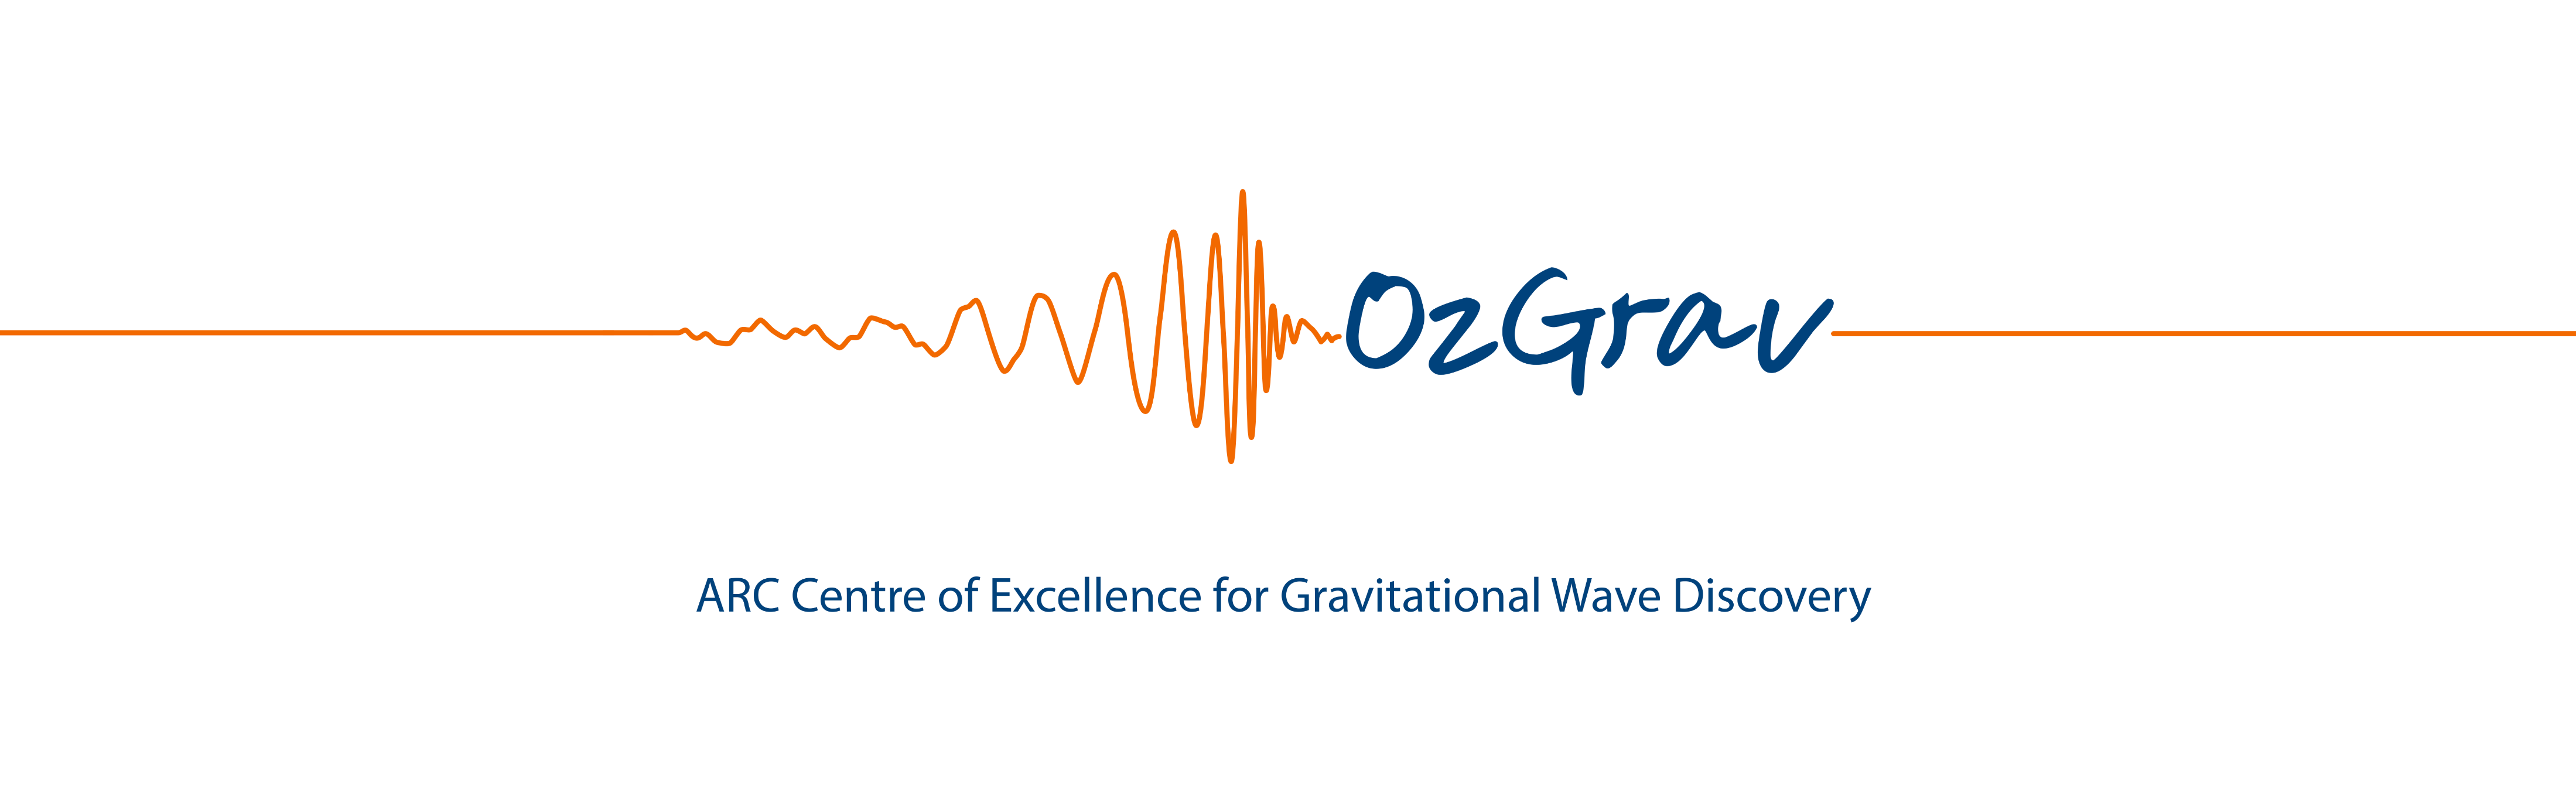 OzGrav
ARC Centre of Excellence for Gravitational Wave Discovery